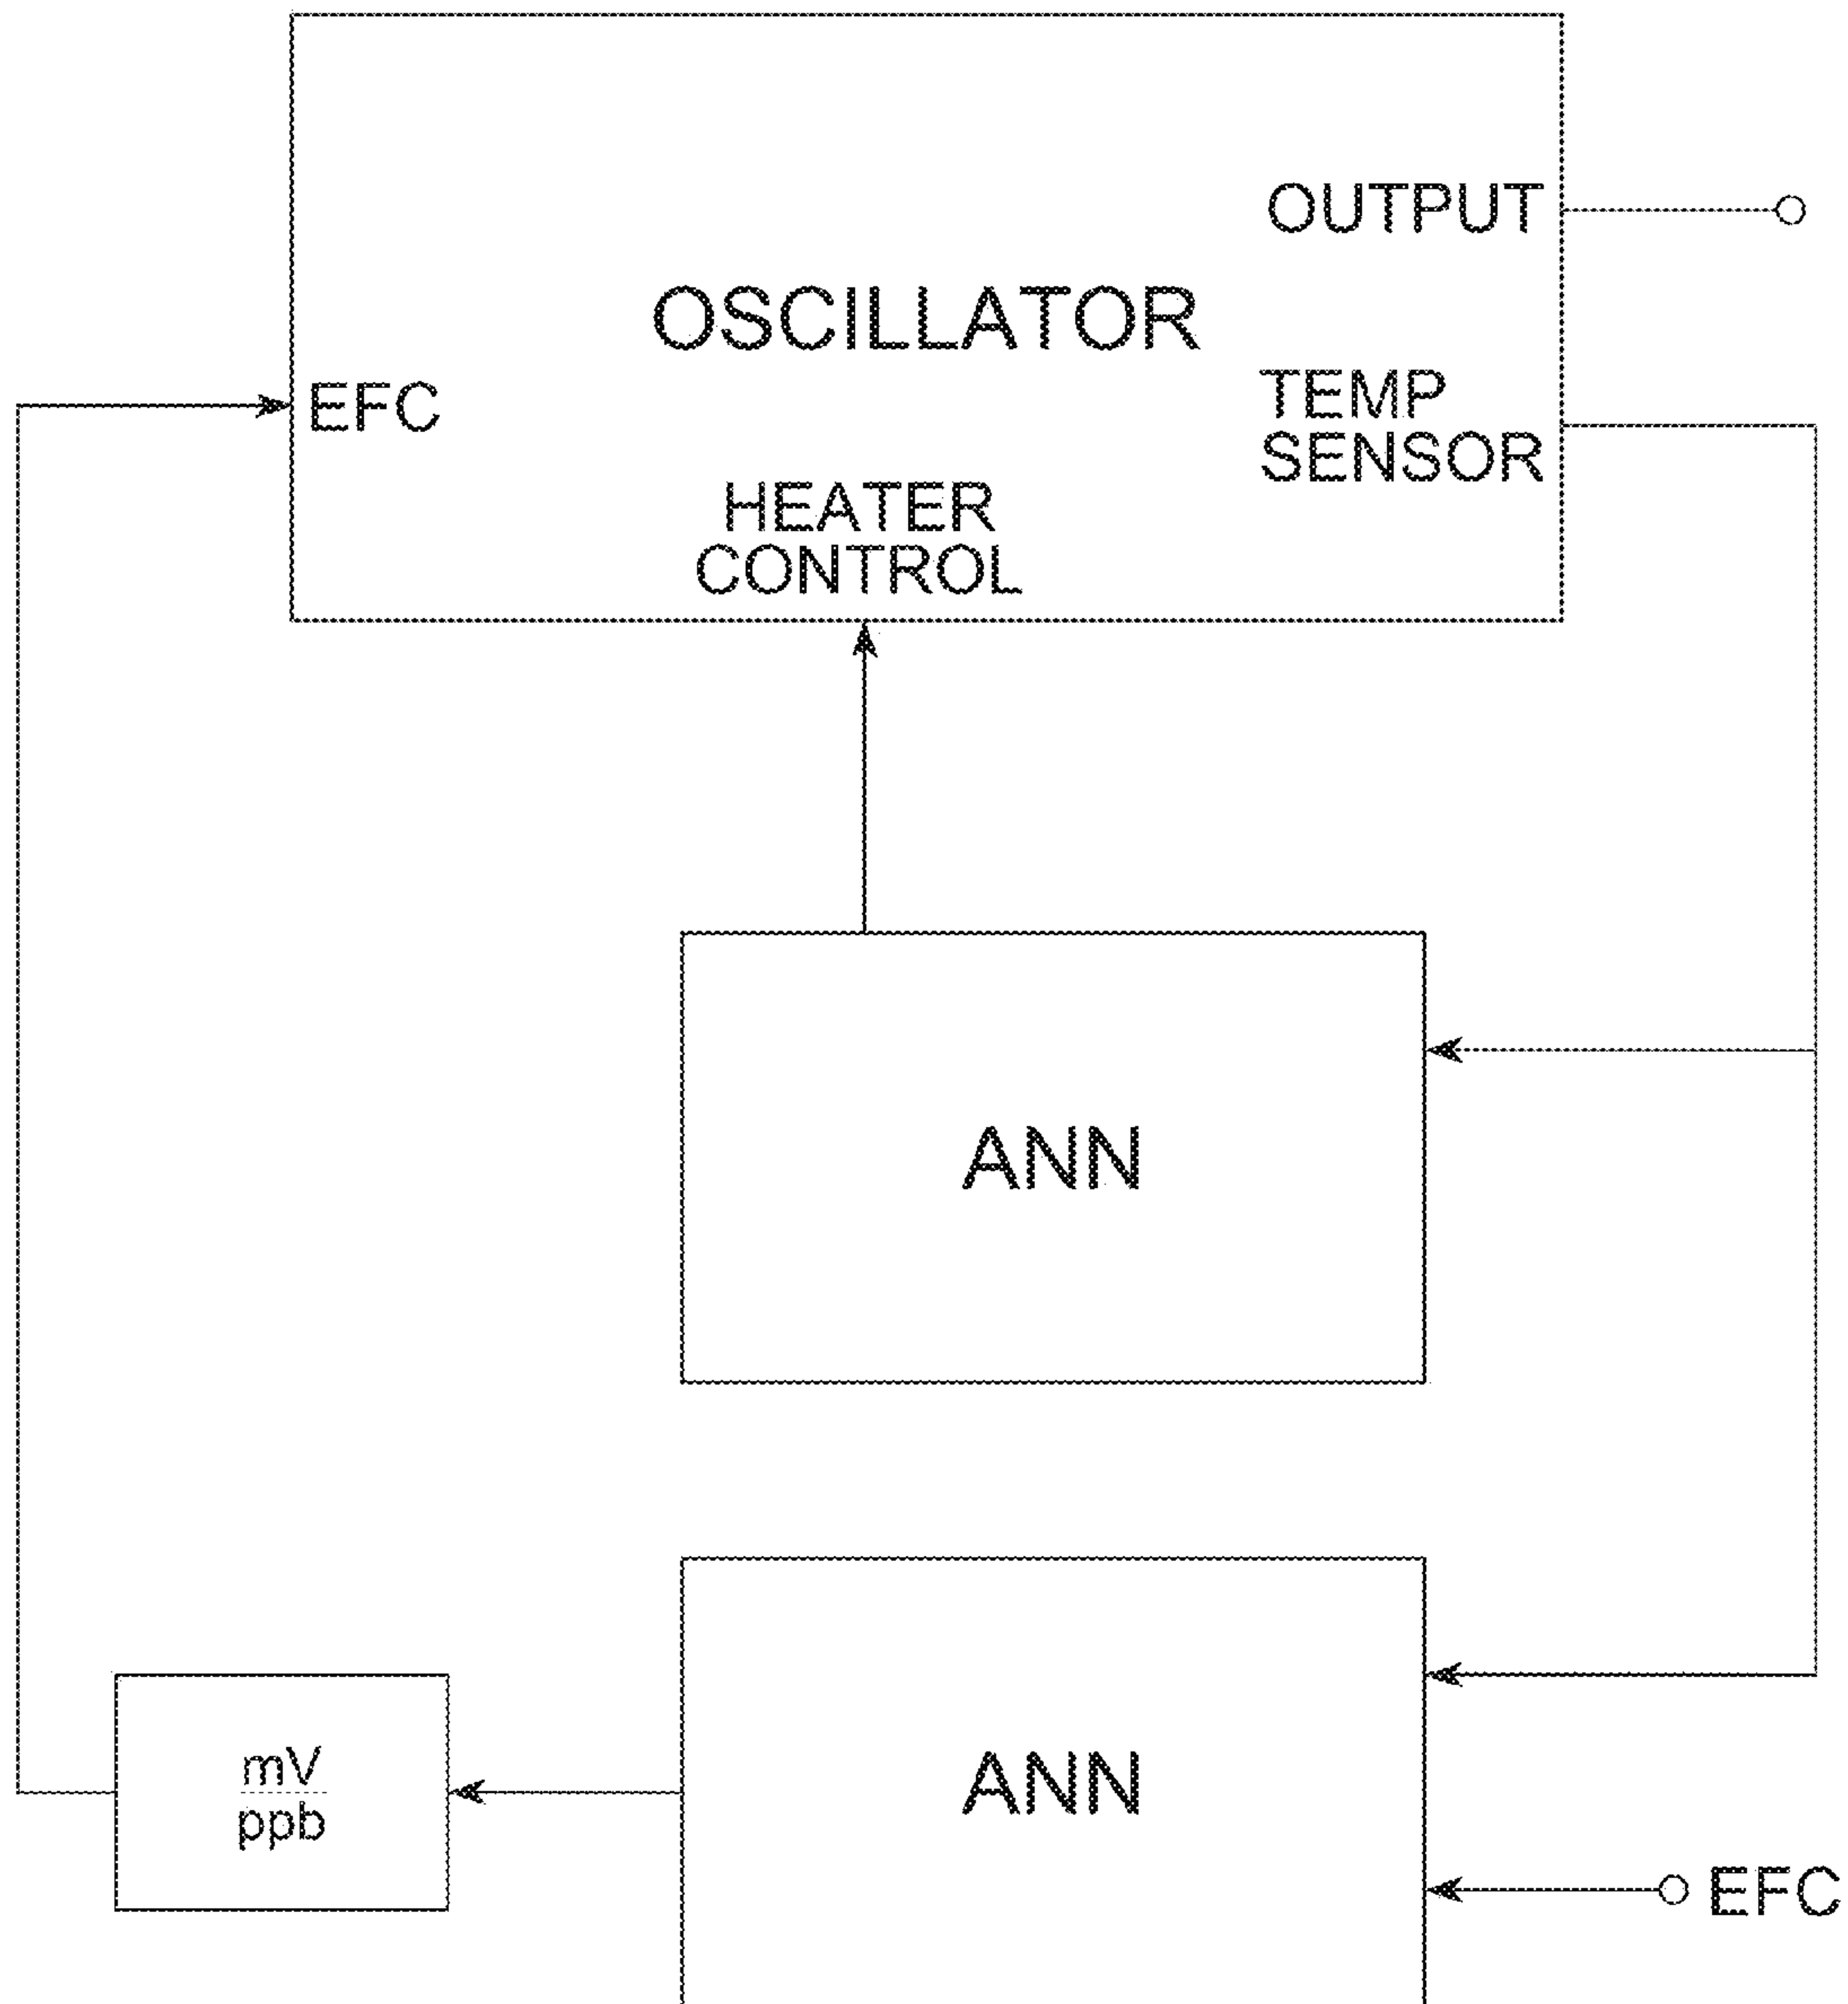 OUTPUT
OSCILLATOR
TEMP
SENSOR
EFC
HEATER
CONTROL
ANN
ANN
mV
ppb
EFC